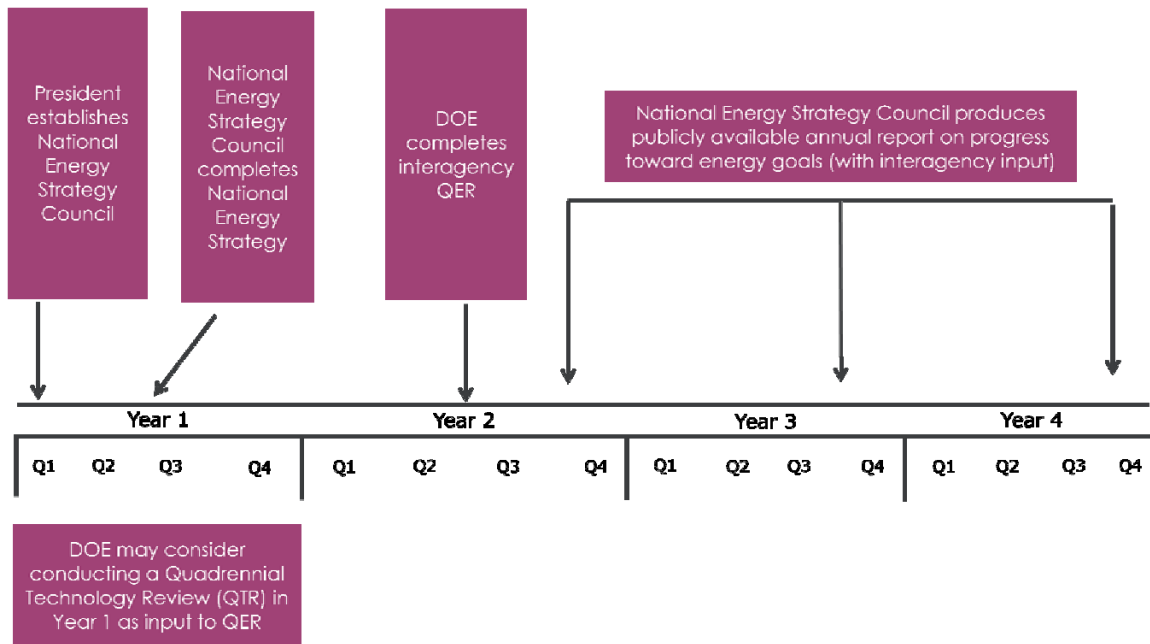 President
establishes
National
Energy
Strategy
Council
National
Energy
Strategy
Council
completes
National
Energy
Strategy
DOE
completes
interagency
QER
National Energy Strategy Council produces
publicly available annual report on progress
toward energy goals (with interagency input)
Year 1
Year 2
Year 3
Year 4
Q1 Q2 Q3 Q4 Q1 Q2 Q3 Q4 Q1 Q2 Q3 Q4 Q1 Q2 Q3 Q4
DOE may consider
conducting a Quadrennial
Technology Review (QTR) in
Year 1 as input to QER